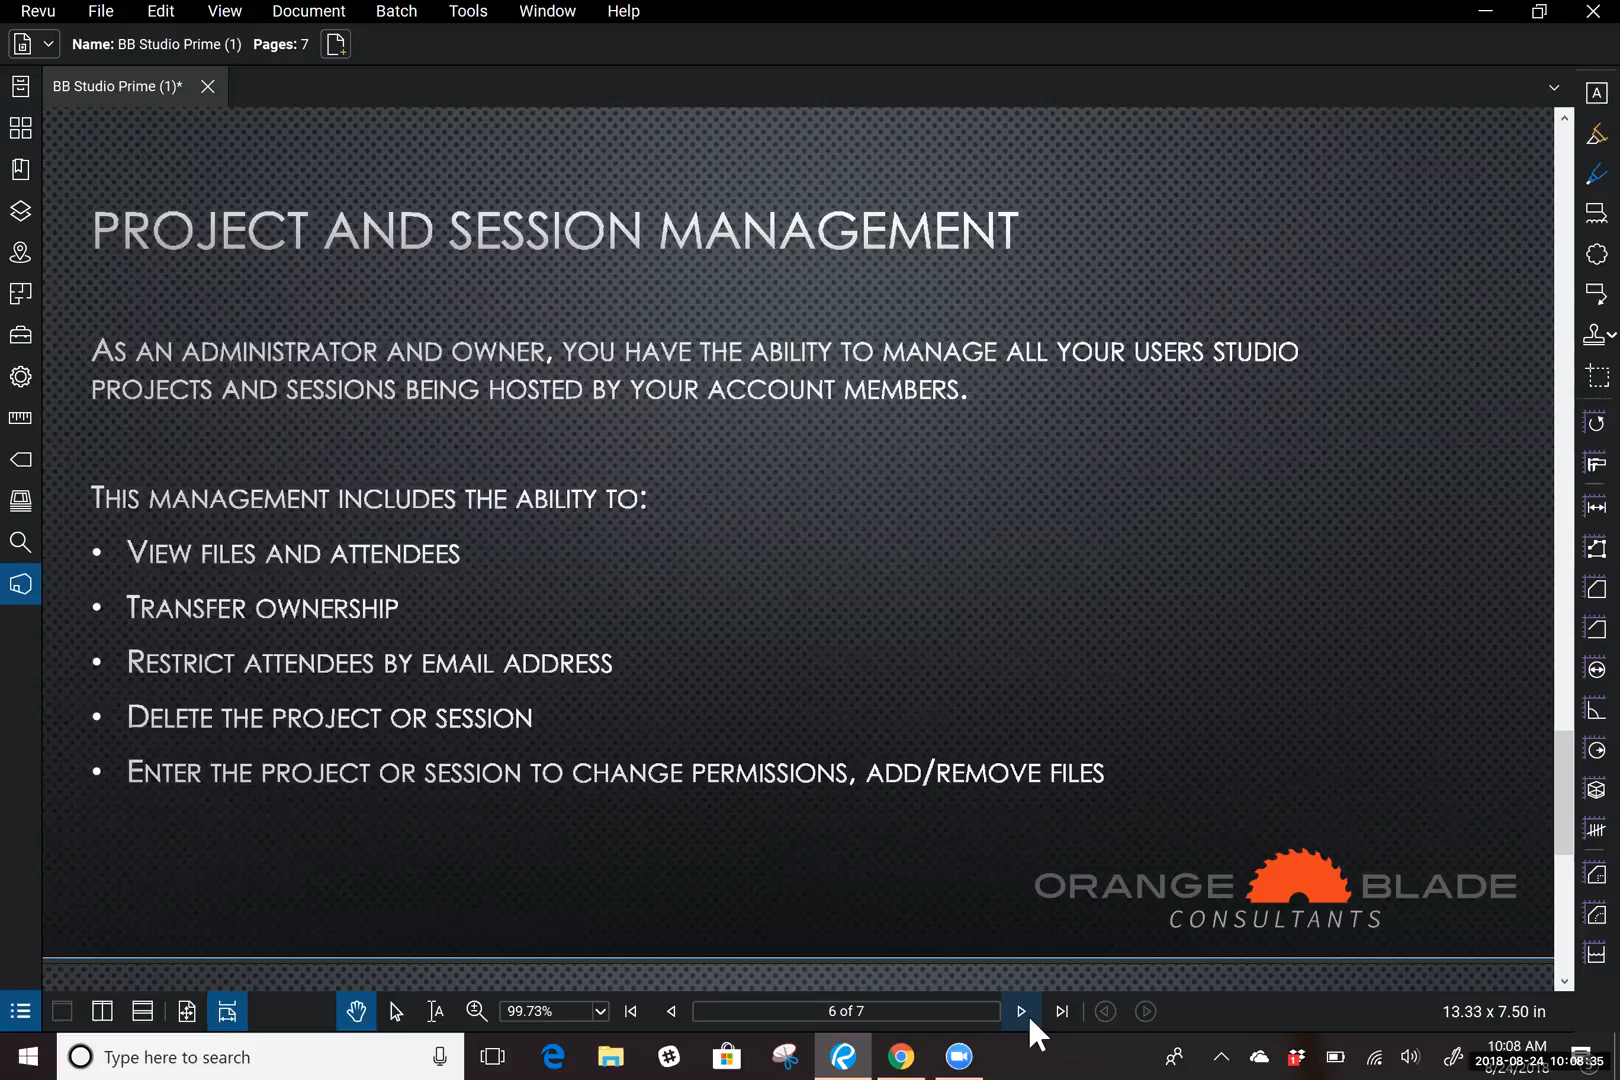 Revu File Edit View Document Batch Tools Window Help
Name: BB Studio Prime (1) Pages: 7
BB Studio Prime (1)*
PROJECT AND SESSION MANAGEMENT
AS AN ADMINISTRATOR AND OWNER, YOU HAVE THE ABILITY TO MANAGE ALL YOUR USERS STUDIO
PROJECTS AND SESSIONS BEING HOSTED BY YOUR ACCOUNT MEMBERS.
THIS MANAGEMENT INCLUDES THE ABILITY TO:
• VIEW FILES AND ATTENDEES
• TRANSFER OWNERSHIP
• RESTRICT ATTENDEES BY EMAIL ADDRESS
• DELETE THE PROJECT OR SESSION
• ENTER THE PROJECT OR SESSION TO CHANGE PERMISSIONS, ADD/REMOVE FILES
ORANGE BLADE
CONSULTANTS
99.73% 6 of 7 13.33 x 7.50 in
Type here to search
10:08 AM
2018-08-24 10:08:35
8/24/2018